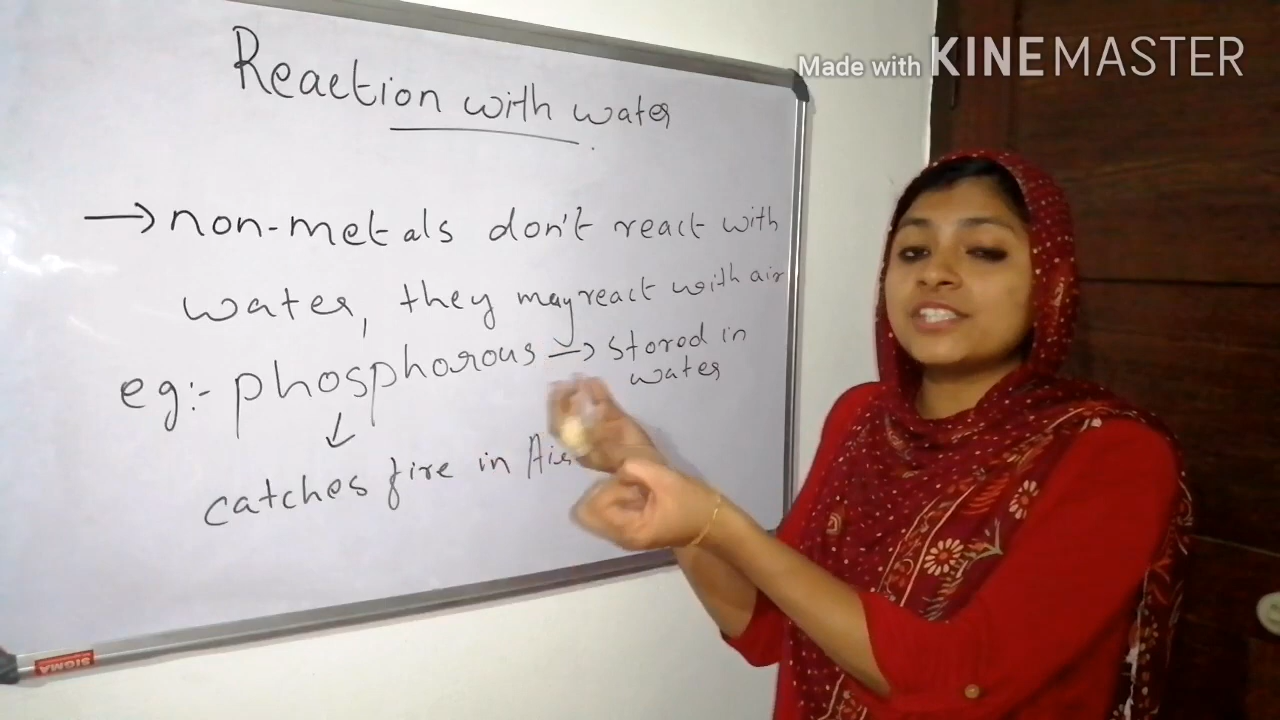 Made with KINEMASTER
Reaction with water
→ non-metals don't react with
water, they may react with air
eg:- phosphorous → stored in
water
↓
catches fire in Air
SIGMA